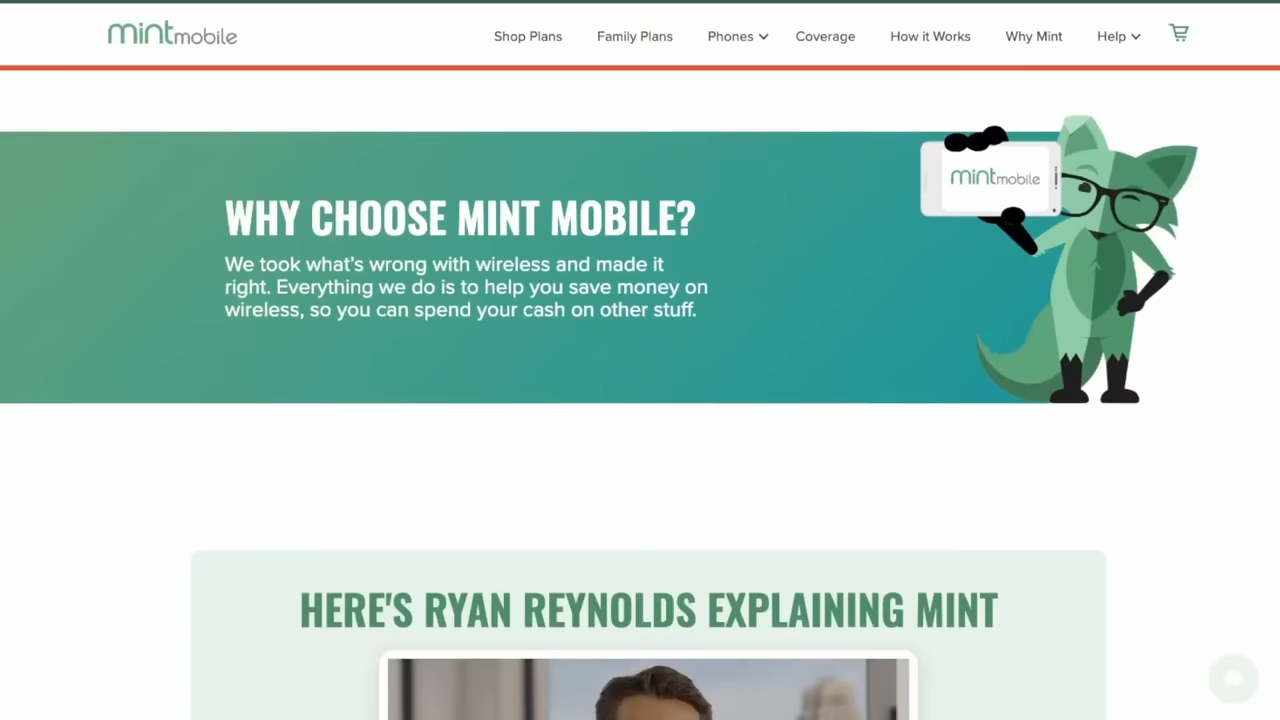 mintmobile
Shop Plans
Family Plans
Phones
Coverage
How it Works
Why Mint
Help
mintmobile
WHY CHOOSE MINT MOBILE?
We took what's wrong with wireless and made it
right. Everything we do is to help you save money on
wireless, so you can spend your cash on other stuff.
HERE'S RYAN REYNOLDS EXPLAINING MINT